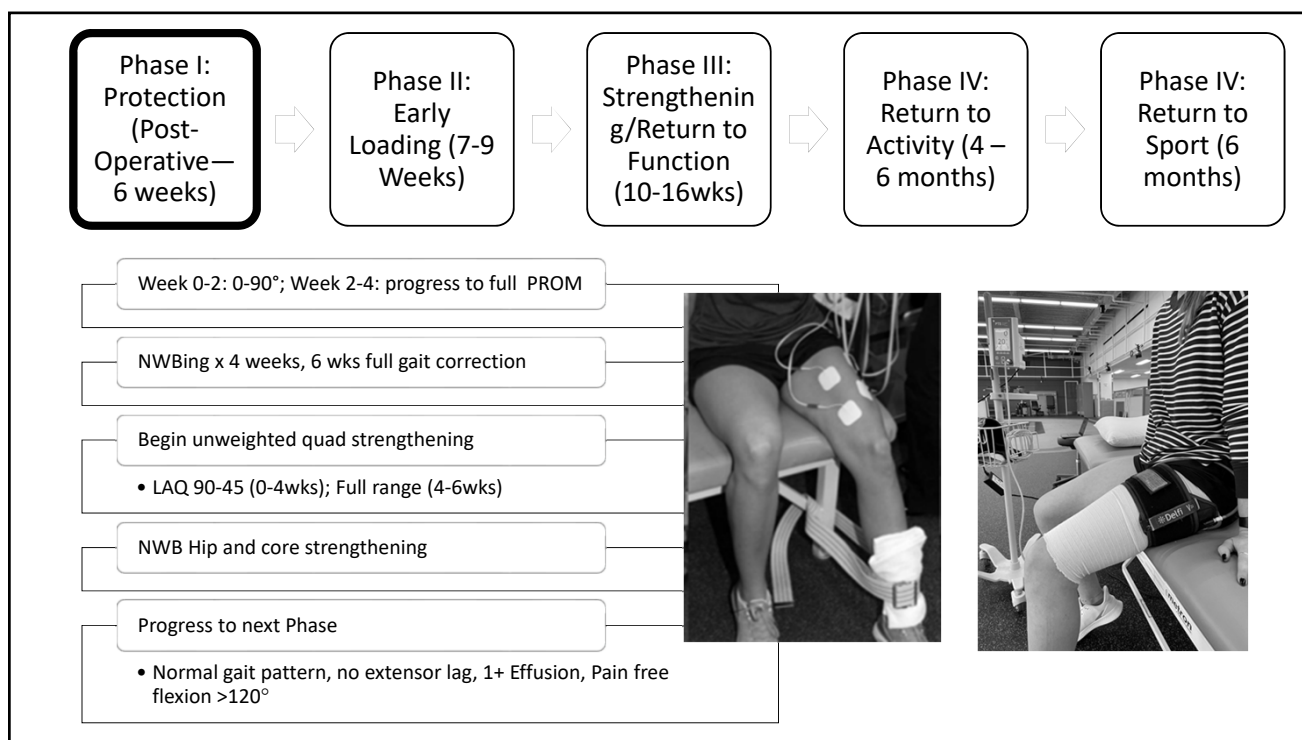 Phase I:
Protection
(Post-
Operative—
6 weeks)
Phase II:
Early
Loading (7-9
Weeks)
Phase III:
Strengthenin
g/Return to
Function
(10-16wks)
Phase IV:
Return to
Activity (4 –
6 months)
Phase IV:
Return to
Sport (6
months)
Week 0-2: 0-90°; Week 2-4: progress to full PROM
NWBing x 4 weeks, 6 wks full gait correction
Begin unweighted quad strengthening
• LAQ 90-45 (0-4wks); Full range (4-6wks)
NWB Hip and core strengthening
Progress to next Phase
• Normal gait pattern, no extensor lag, 1+ Effusion, Pain free
flexion >120°
Delfi
metron